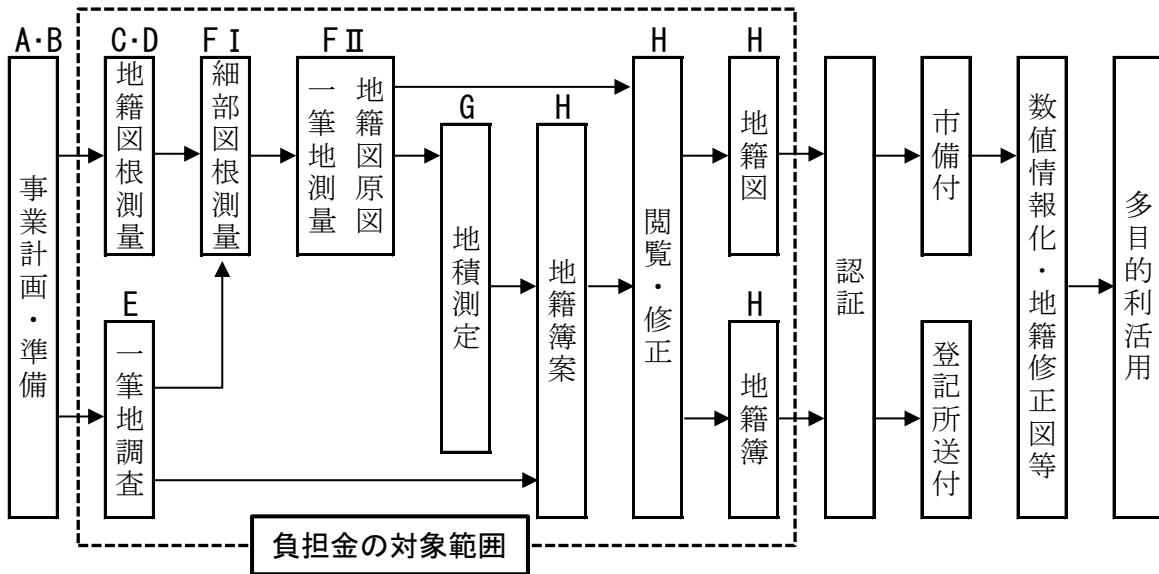 A・B
事業計画・準備
C・D
地籍図根測量
E
一筆地調査
FⅠ
細部図根測量
FⅡ
地籍図原図
一筆地測量
G
地積測定
H
地籍簿案
H
閲覧・修正
H
地籍図
H
地籍簿
認証
市備付
登記所送付
数値情報化・地籍修正図等
多目的利活用
負担金の対象範囲